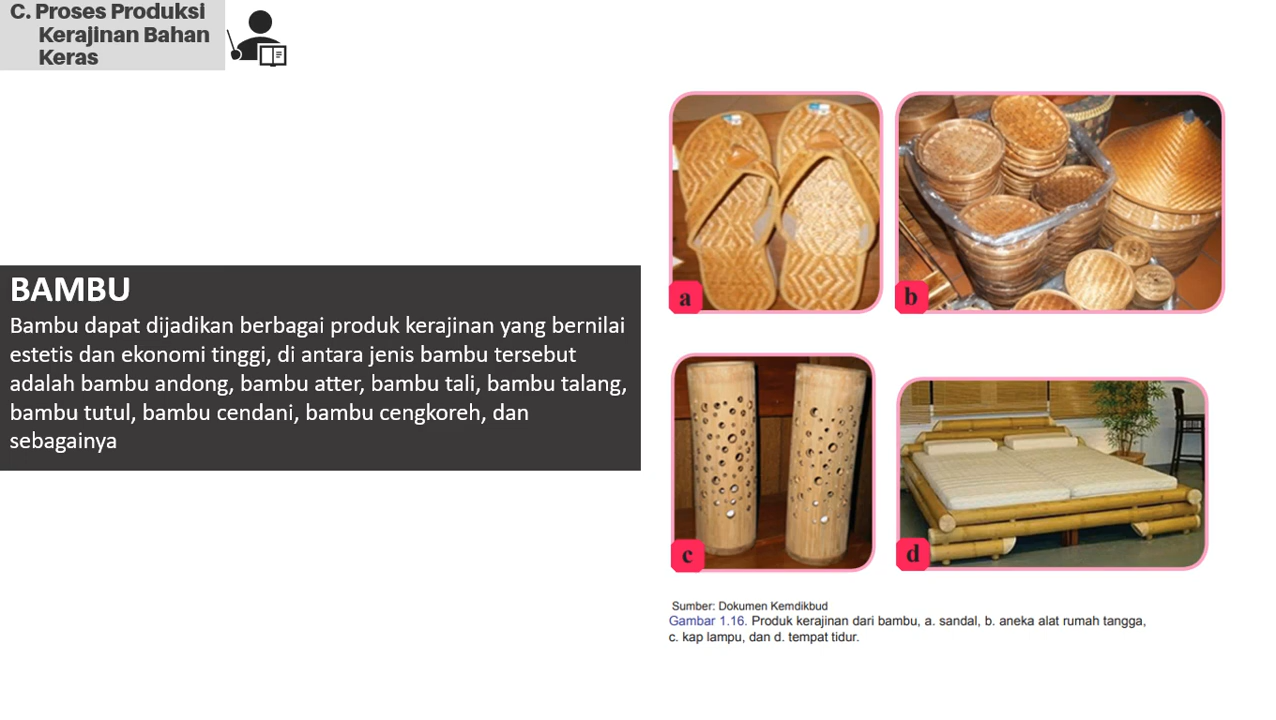 C. Proses Produksi
Kerajinan Bahan
Keras
BAMBU
Bambu dapat dijadikan berbagai produk kerajinan yang bernilai
estetis dan ekonomi tinggi, di antara jenis bambu tersebut
adalah bambu andong, bambu atter, bambu tali, bambu talang,
bambu tutul, bambu cendani, bambu cengkoreh, dan
sebagainya
a
b
c
d
Sumber: Dokumen Kemdikbud
Gambar 1.16. Produk kerajinan dari bambu, a. sandal, b. aneka alat rumah tangga,
c. kap lampu, dan d. tempat tidur.